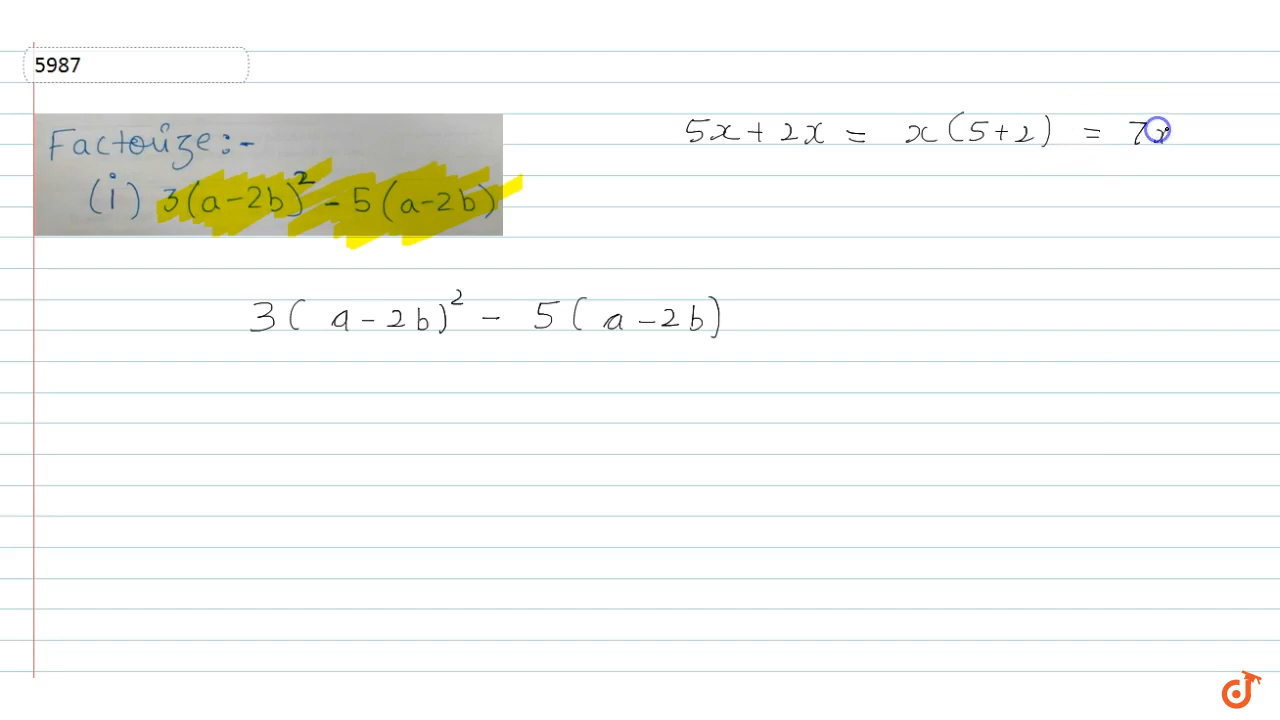 5987
Factorize:-
(i) 3(a-2b)² - 5(a-2b)
5x + 2x = x(5+2) = 7x
3(a-2b)² - 5(a-2b)